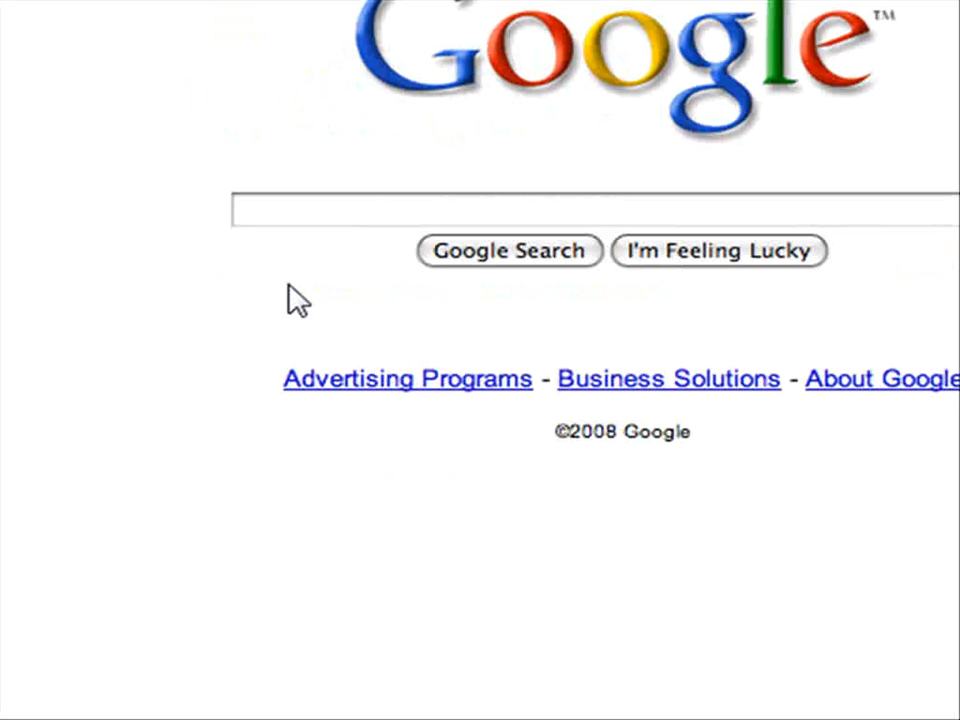 Google™
Google Search I'm Feeling Lucky
Advertising Programs - Business Solutions - About Google
©2008 Google